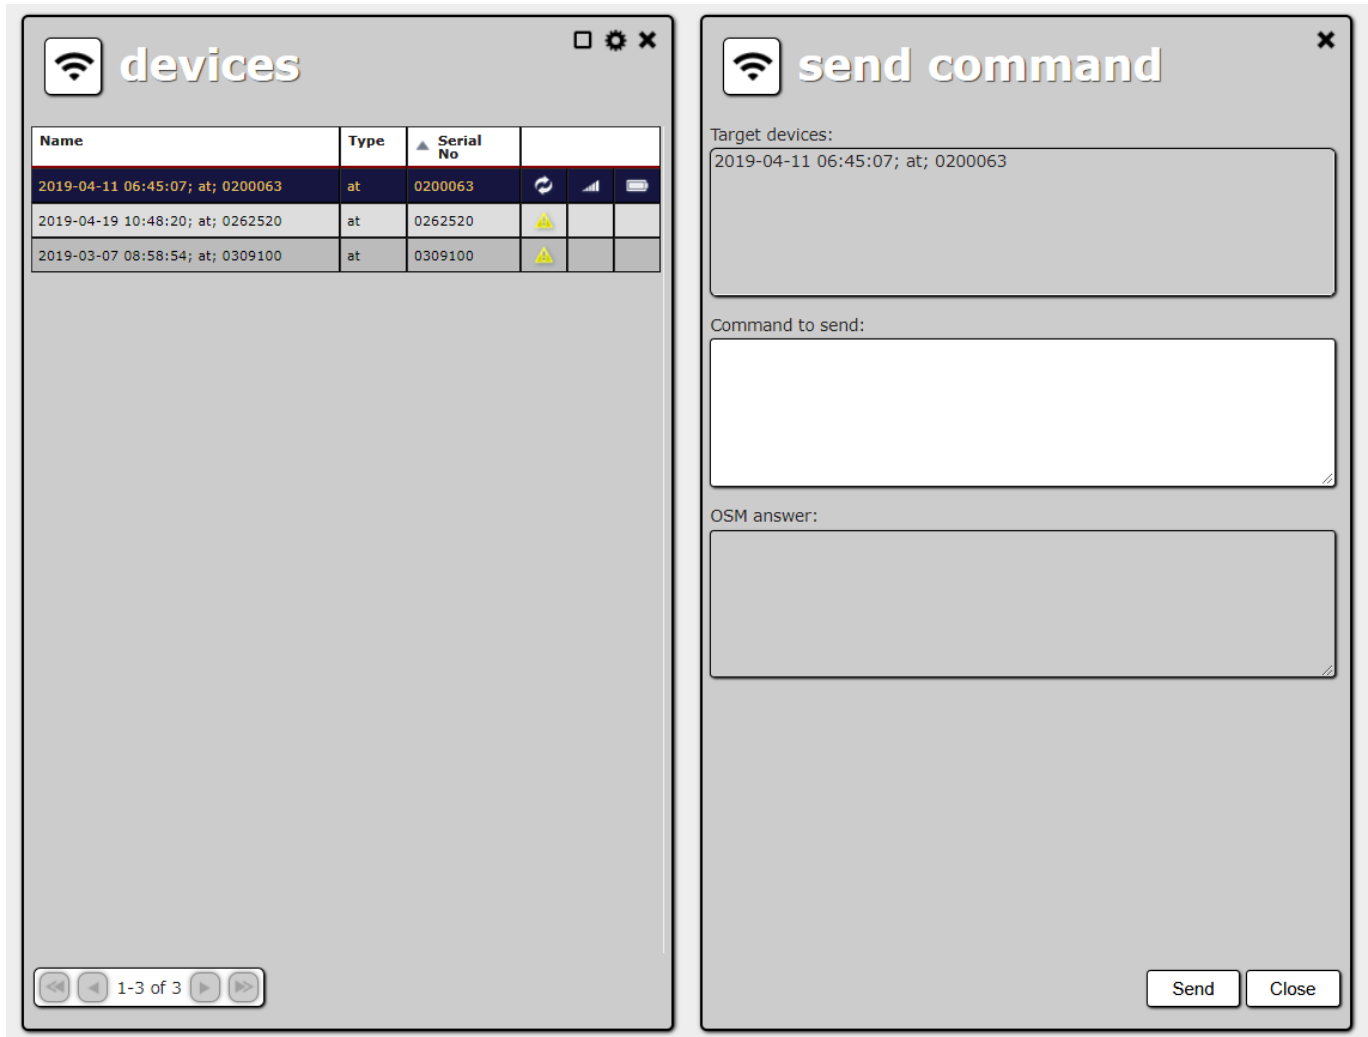 devices
Name Type Serial No
2019-04-11 06:45:07; at; 0200063 at 0200063
2019-04-19 10:48:20; at; 0262520 at 0262520
2019-03-07 08:58:54; at; 0309100 at 0309100
1-3 of 3
send command
Target devices:
2019-04-11 06:45:07; at; 0200063
Command to send:
OSM answer:
Send Close